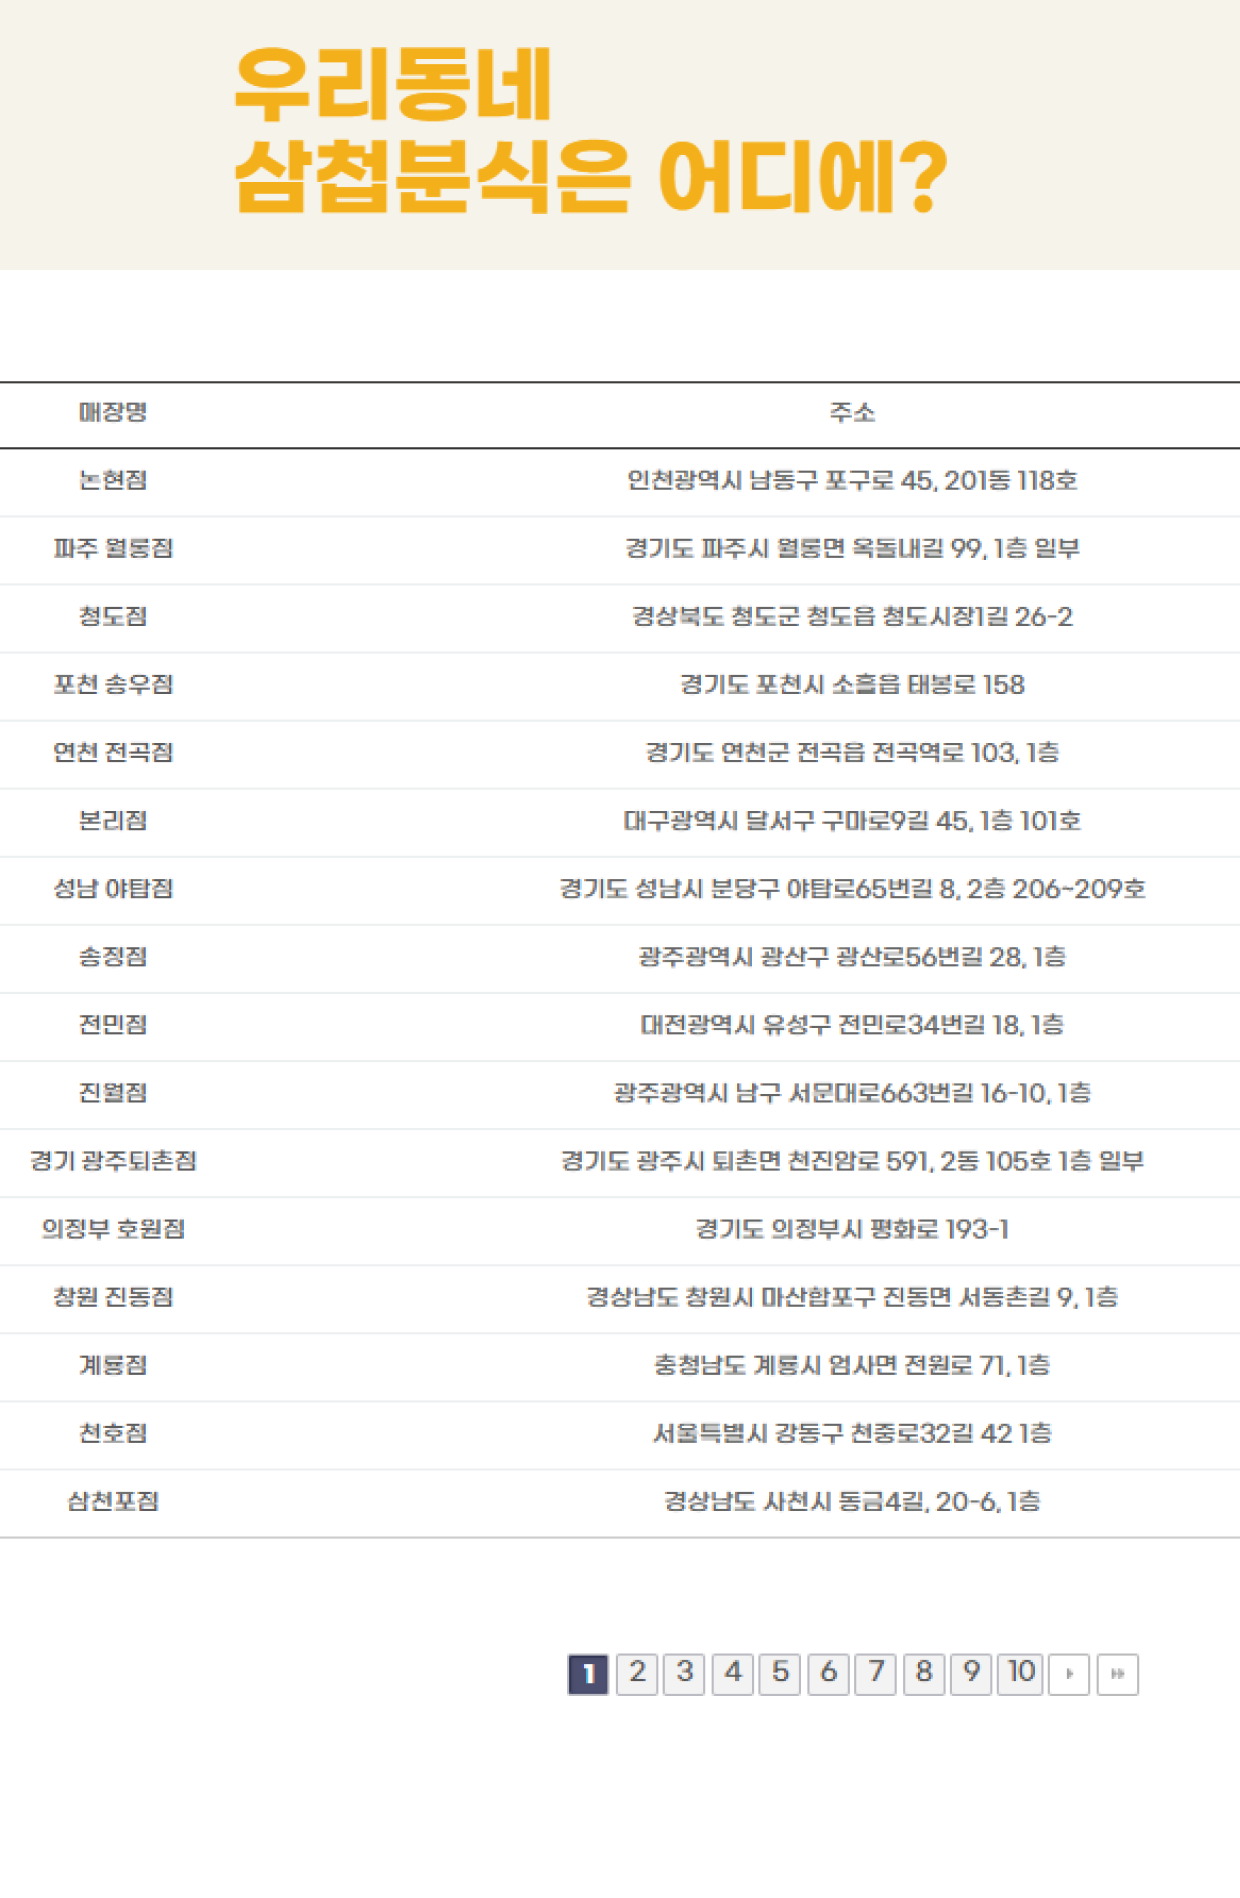 우리동네
삼첩분식은 어디에?
매장명 주소
논현점 인천광역시 남동구 포구로 45, 201동 118호
파주 월롱점 경기도 파주시 월롱면 옥돌내길 99, 1층 일부
청도점 경상북도 청도군 청도읍 청도시장1길 26-2
포천 송우점 경기도 포천시 소흘읍 태봉로 158
연천 전곡점 경기도 연천군 전곡읍 전곡역로 103, 1층
본리점 대구광역시 달서구 구마로9길 45, 1층 101호
성남 야탑점 경기도 성남시 분당구 야탑로65번길 8, 2층 206~209호
송정점 광주광역시 광산구 광산로56번길 28, 1층
전민점 대전광역시 유성구 전민로34번길 18, 1층
진월점 광주광역시 남구 서문대로663번길 16-10, 1층
경기 광주퇴촌점 경기도 광주시 퇴촌면 천진암로 591, 2동 105호 1층 일부
의정부 호원점 경기도 의정부시 평화로 193-1
창원 진동점 경상남도 창원시 마산합포구 진동면 서동촌길 9, 1층
계룡점 충청남도 계룡시 엄사면 전원로 71, 1층
천호점 서울특별시 강동구 천중로32길 42 1층
삼천포점 경상남도 사천시 동금4길, 20-6, 1층
1 2 3 4 5 6 7 8 9 10